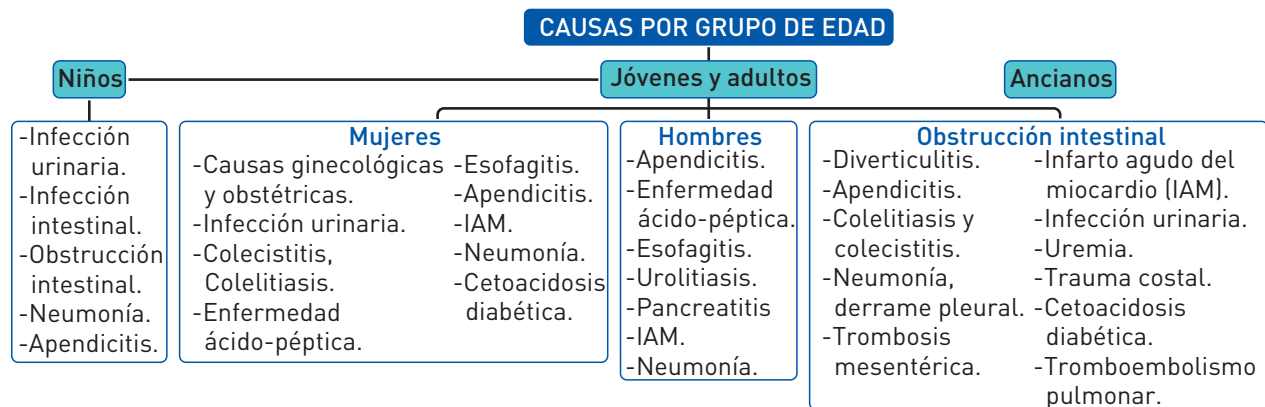 CAUSAS POR GRUPO DE EDAD
Niños
Jóvenes y adultos
Ancianos
-Infección
urinaria.
-Infección
intestinal.
-Obstrucción
intestinal.
-Neumonía.
-Apendicitis.
Mujeres
-Causas ginecológicas
y obstétricas.
-Infección urinaria.
-Colecistitis,
Colelitiasis.
-Enfermedad
ácido-péptica.
-Esofagitis.
-Apendicitis.
-IAM.
-Neumonía.
-Cetoacidosis
diabética.
Hombres
-Apendicitis.
-Enfermedad
ácido-péptica.
-Esofagitis.
-Urolitiasis.
-Pancreatitis
-IAM.
-Neumonía.
Obstrucción intestinal
-Diverticulitis.
-Apendicitis.
-Colelitiasis y
colecistitis.
-Neumonía,
derrame pleural.
-Trombosis
mesentérica.
-Infarto agudo del
miocardio (IAM).
-Infección urinaria.
-Uremia.
-Trauma costal.
-Cetoacidosis
diabética.
-Tromboembolismo
pulmonar.